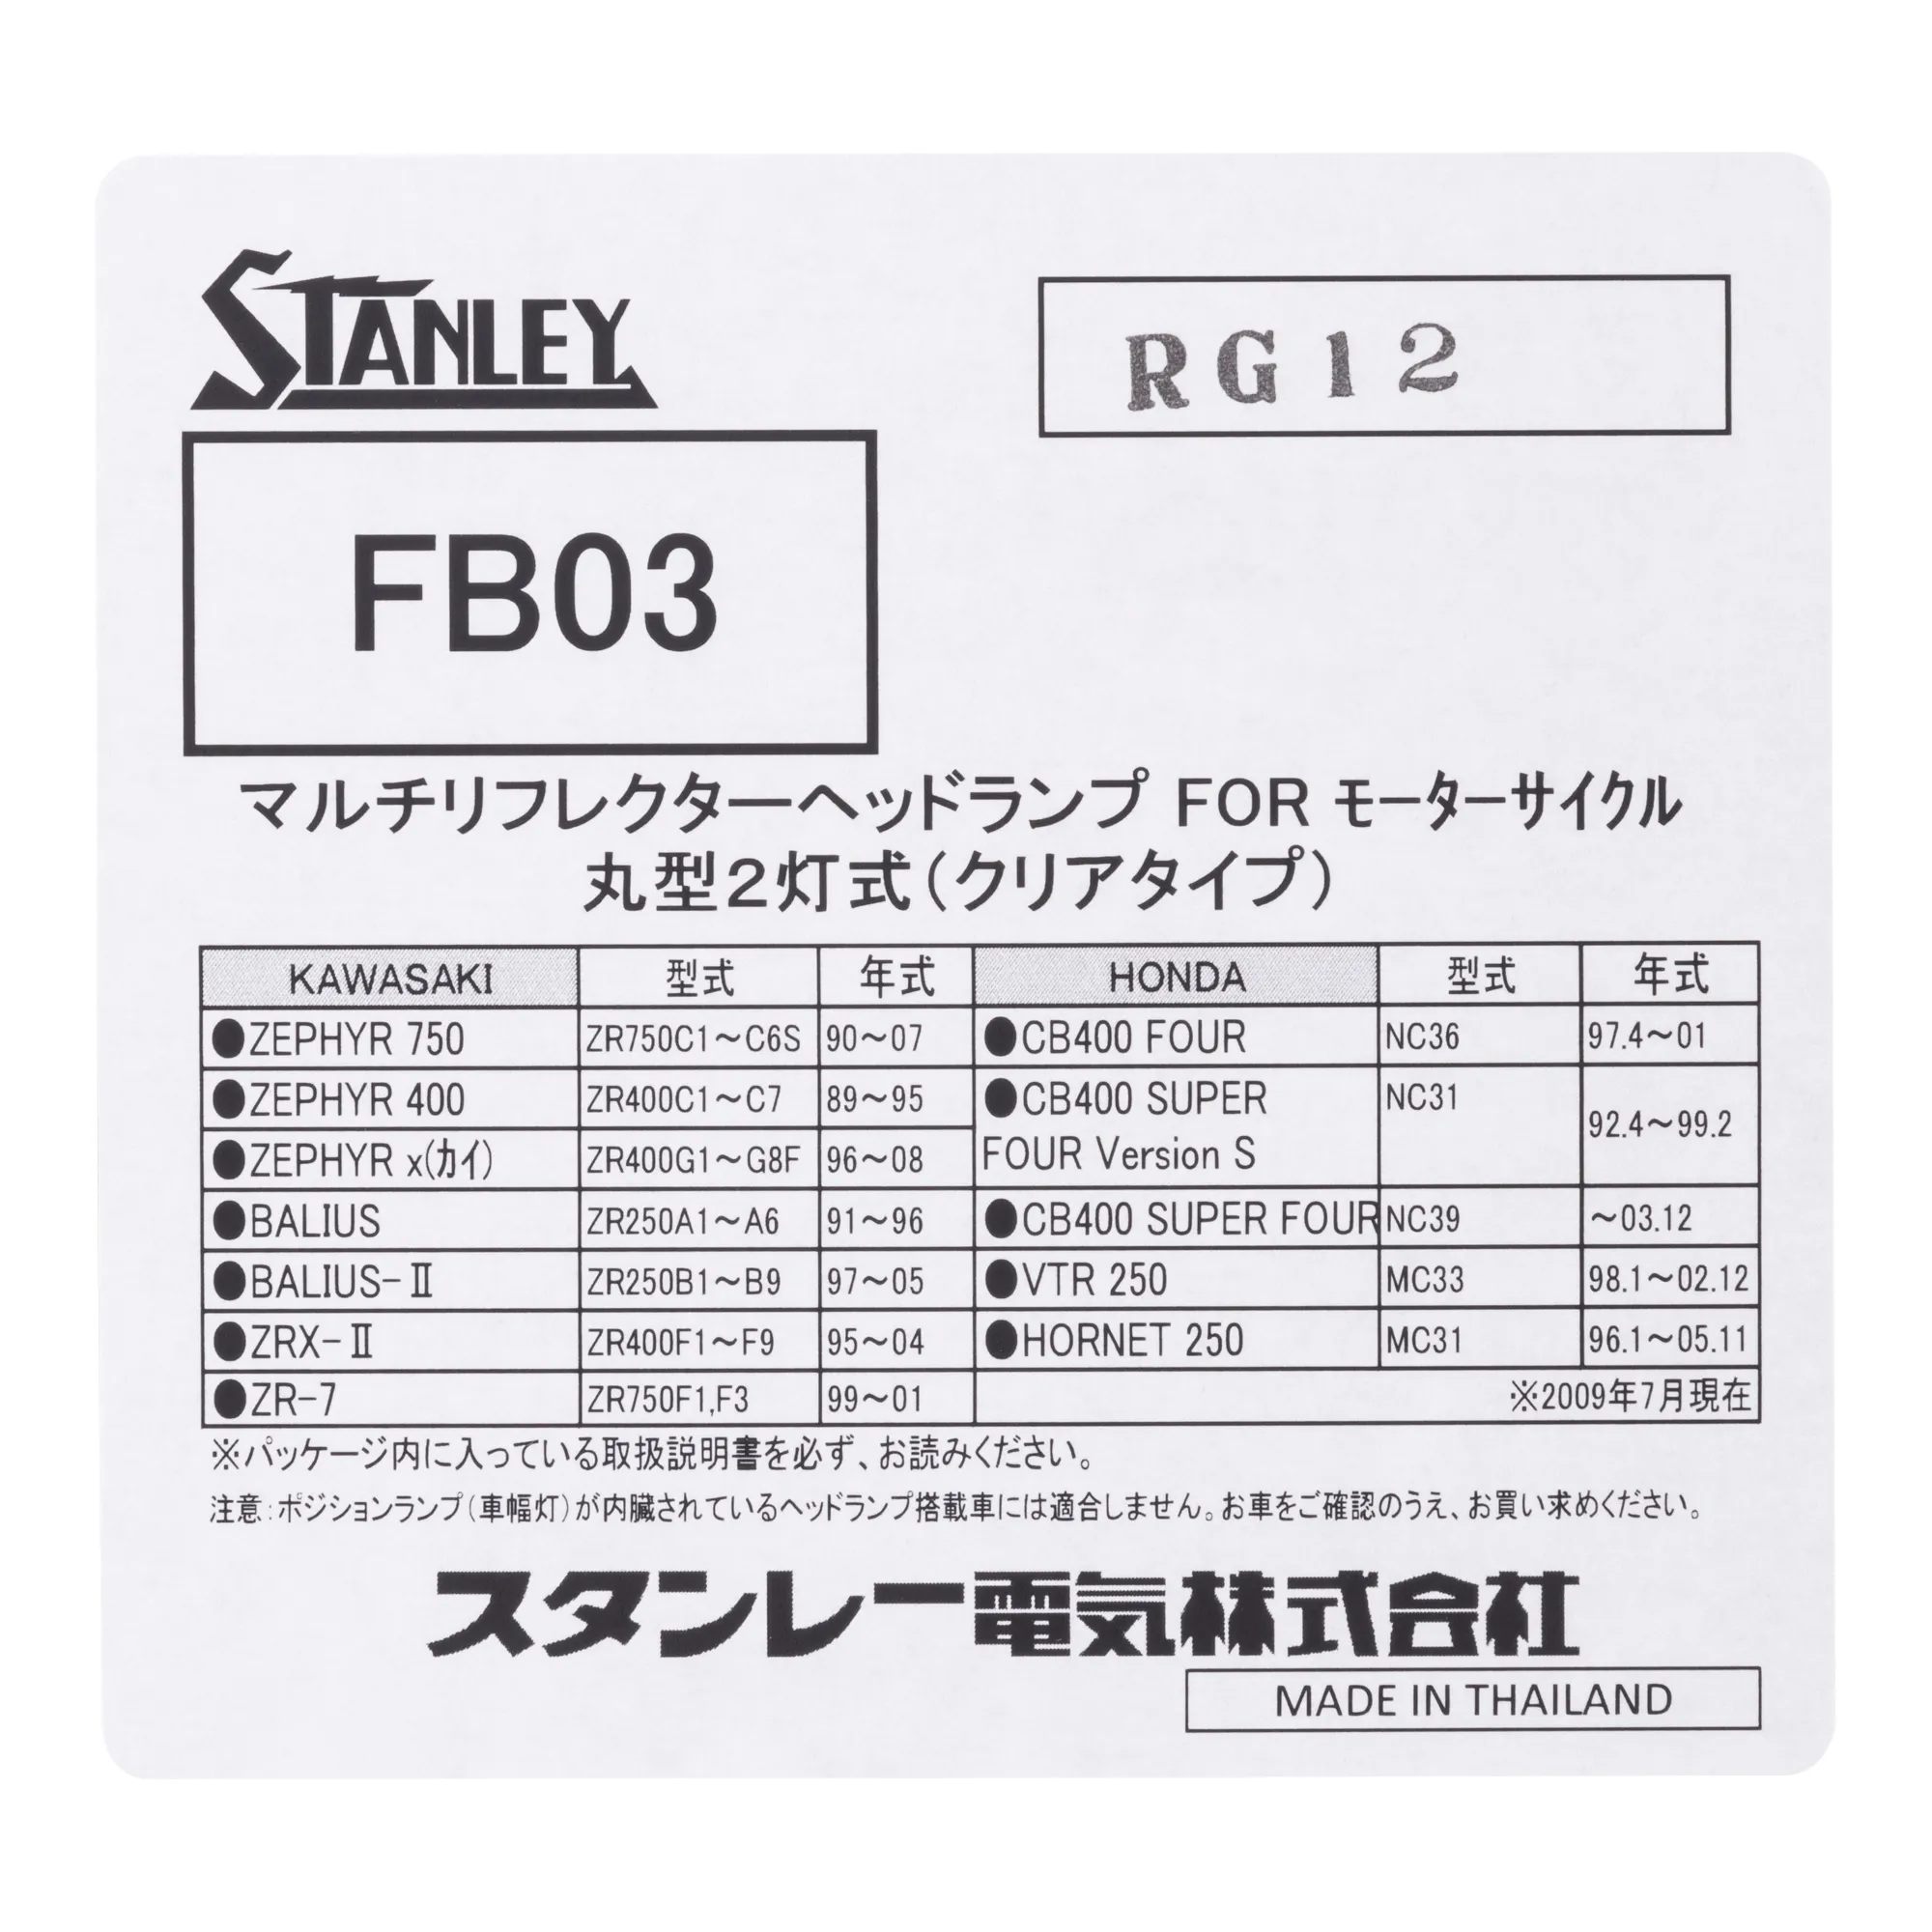 STANLEY
RG12
FB03
マルチリフレクターヘッドランプ FOR モーターサイクル
丸型2灯式(クリアタイプ)
KAWASAKI 型式 年式 HONDA 型式 年式
●ZEPHYR 750 ZR750C1～C6S 90～07 ●CB400 FOUR NC36 97.4～01
●ZEPHYR 400 ZR400C1～C7 89～95 ●CB400 SUPER NC31 92.4～99.2
●ZEPHYR x(カイ) ZR400G1～G8F 96～08 FOUR Version S
●BALIUS ZR250A1～A6 91～96 ●CB400 SUPER FOUR NC39 ～03.12
●BALIUS-Ⅱ ZR250B1～B9 97～05 ●VTR 250 MC33 98.1～02.12
●ZRX-Ⅱ ZR400F1～F9 95～04 ●HORNET 250 MC31 96.1～05.11
●ZR-7 ZR750F1,F3 99～01 ※2009年7月現在
※パッケージ内に入っている取扱説明書を必ず、お読みください。
注意:ポジションランプ(車幅灯)が内臓されているヘッドランプ搭載車には適合しません。お車をご確認のうえ、お買い求めください。
スタンレー電気株式会社
MADE IN THAILAND